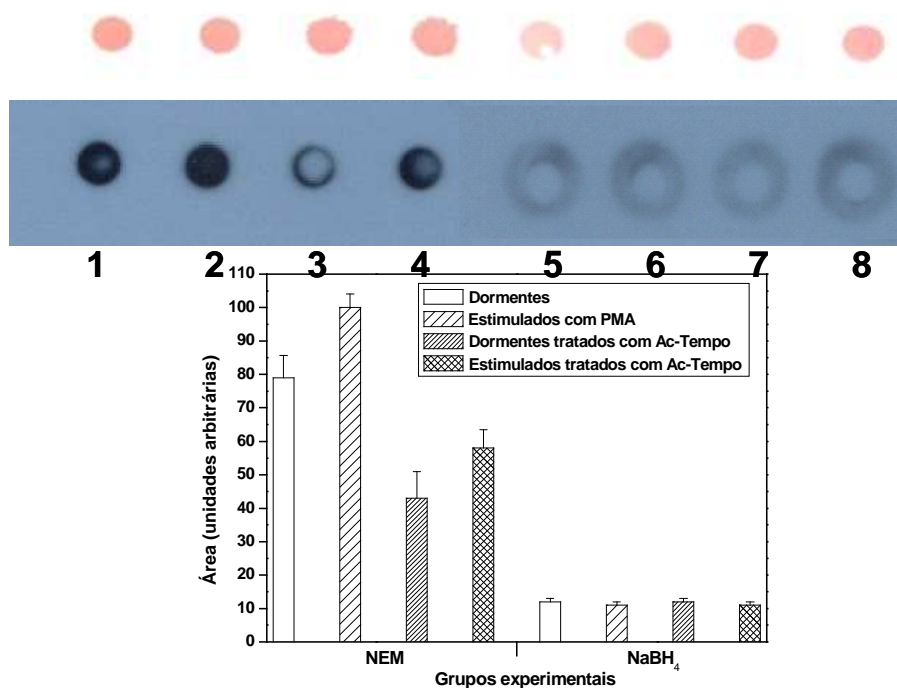 1 2 3 4 5 6 7 8
110
100
90
80
70
60
50
40
30
20
10
0
Área (unidades arbitrárias)
Dormentes
Estimulados com PMA
Dormentes tratados com Ac-Tempo
Estimulados tratados com Ac-Tempo
NEM NaBH₄
Grupos experimentais